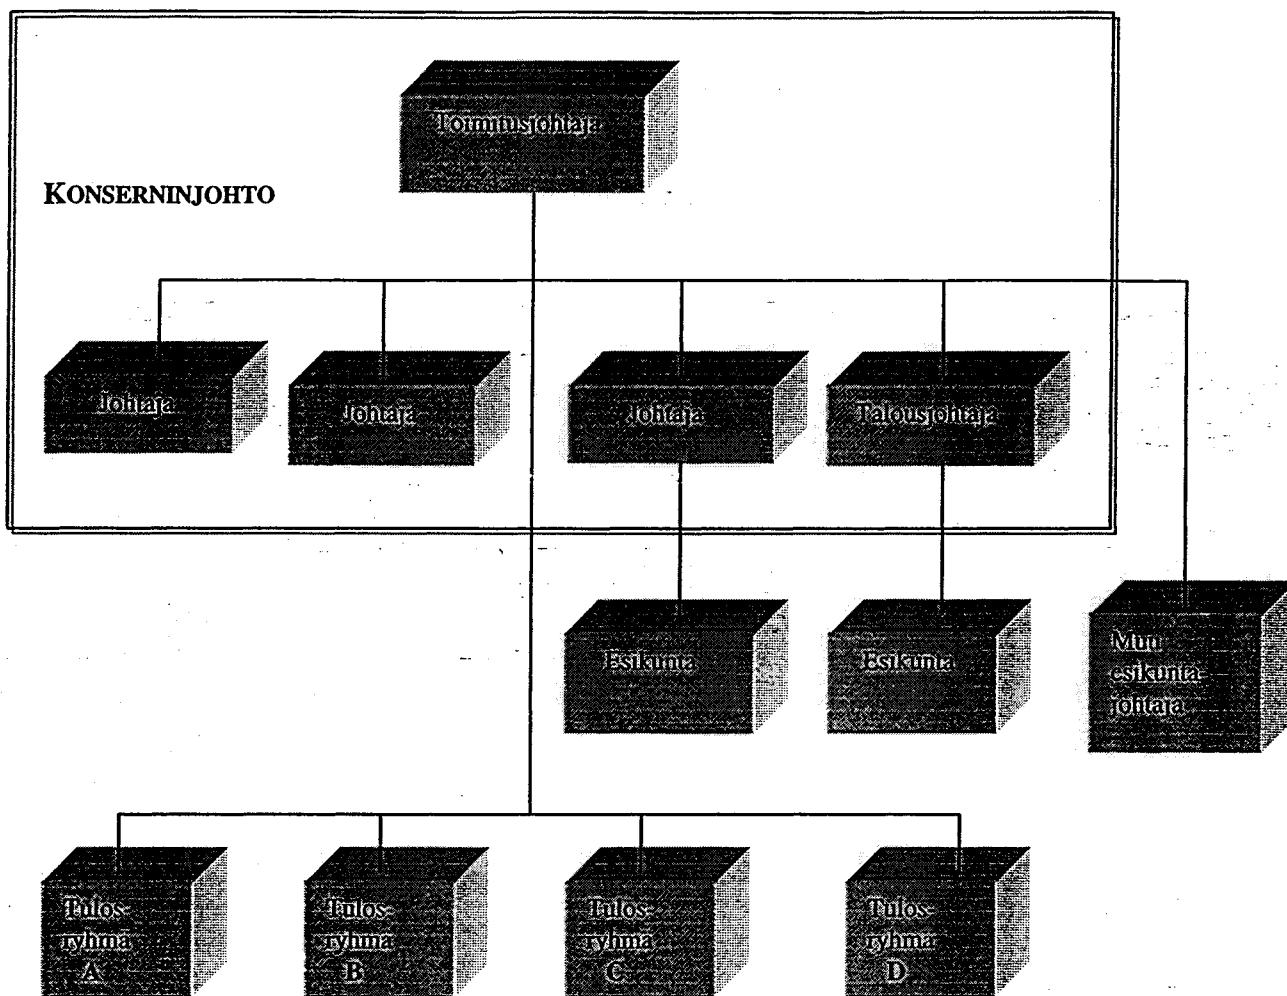 Toimitusjohtaja
KONSERNINJOHTO
Johtaja
Johtaja
Johtaja
Talousjohtaja
Esikunta
Esikunta
Muu
esikunta-
johtaja
Tulos-
ryhmä
A
Tulos-
ryhmä
B
Tulos-
ryhmä
C
Tulos-
ryhmä
D